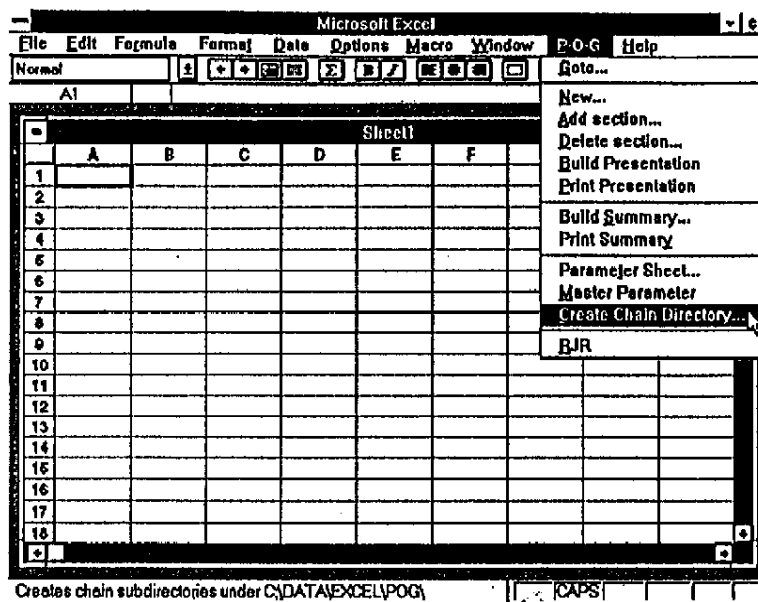 Microsoft Excel
File Edit Formula Format Data Options Macro Window P-O-G Help
Normal
Goto...
A1
New...
Add section...
Delete section...
Build Presentation
Print Presentation
Build Summary...
Print Summary
Parameter Sheet...
Master Parameter
Create Chain Directory...
RJR
Sheet1
A B C D E F
1
2
3
4
5
6
7
8
9
10
11
12
13
14
15
16
17
18
Creates chain subdirectories under C:\DATA\EXCEL\POG\ CAPS